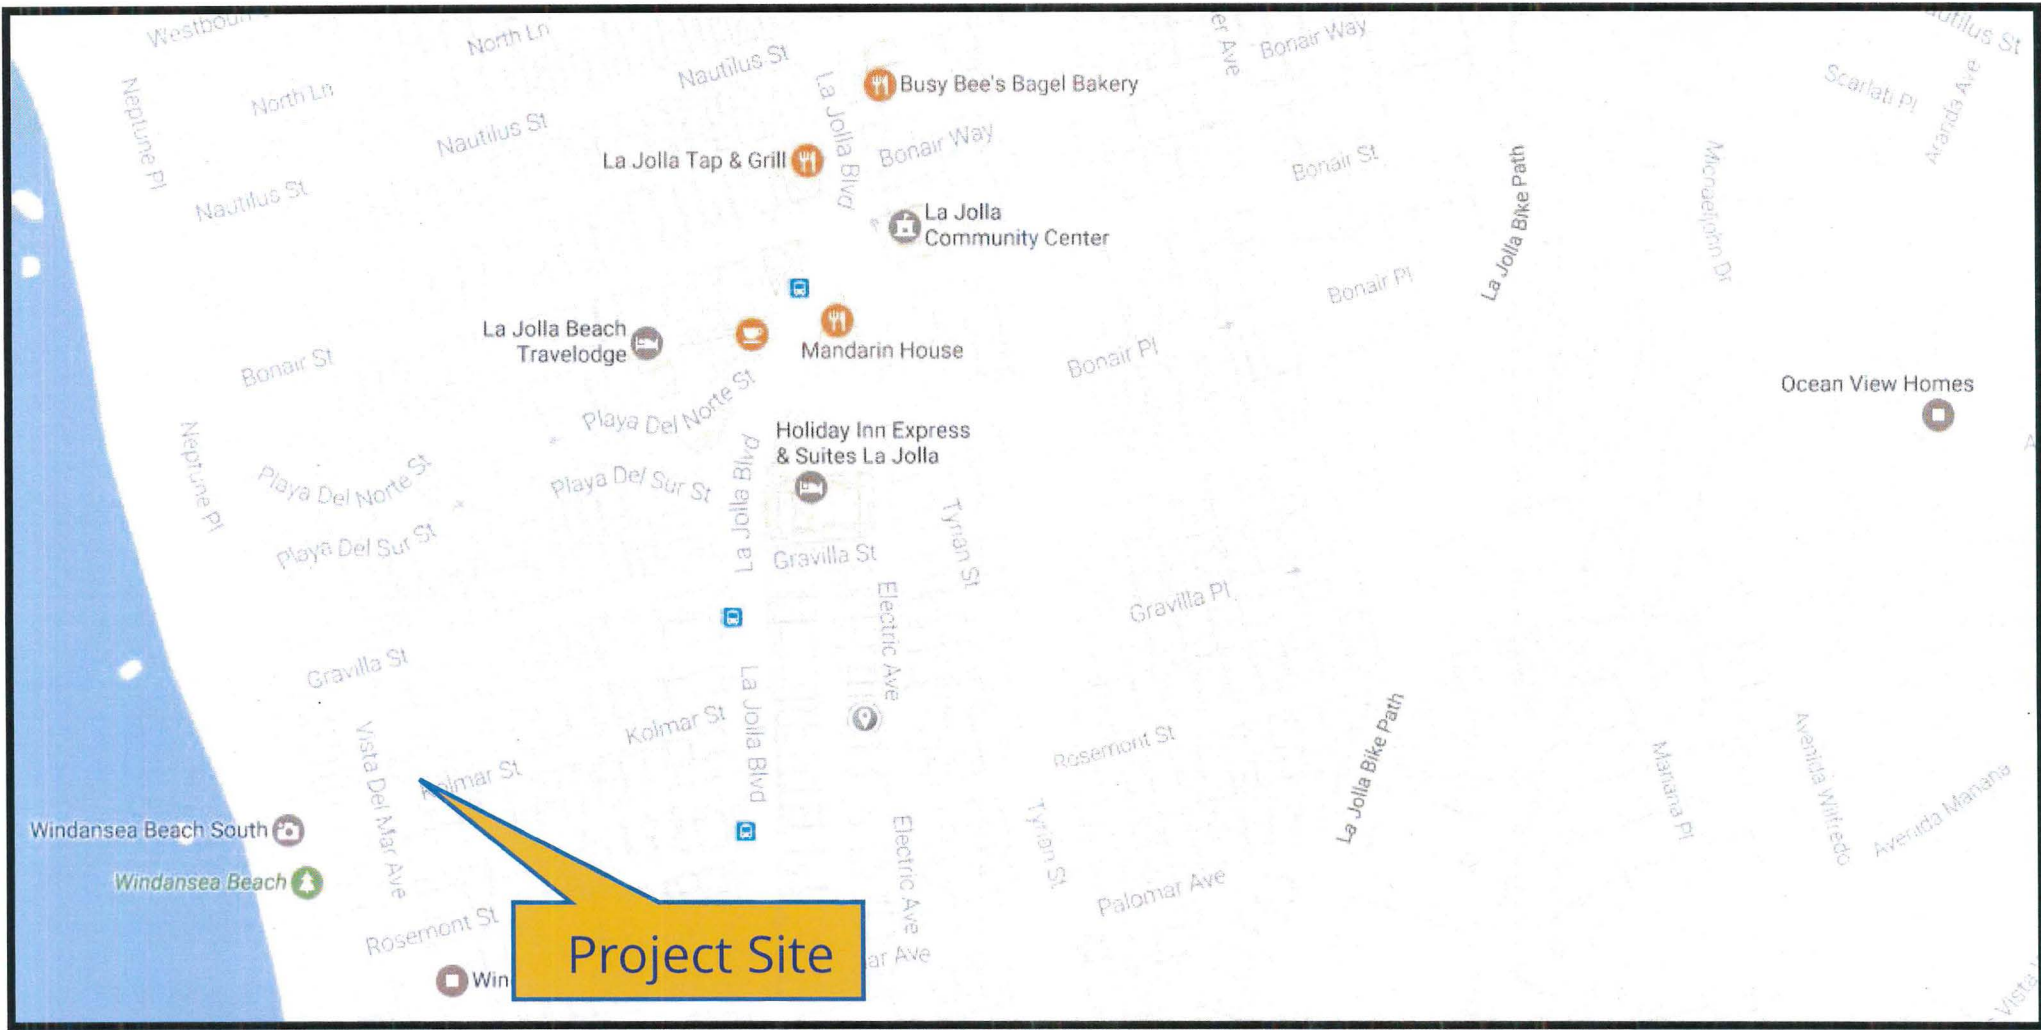 North Ln
Nautilus St
Bonair Way
Nautilus St
Scarlati Pl
Aranda Ave
Neptune Pl
North Ln
Nautilus St
La Jolla Blvd
Busy Bee's Bagel Bakery
La Jolla Tap & Grill
Bonair Way
Bonair St
La Jolla Bike Path
Nautilus St
La Jolla
Community Center
Bonair Pl
La Jolla Beach
Travelodge
Mandarin House
Bonair St
Bonair Pl
Ocean View Homes
Playa Del Norte St
Holiday Inn Express
& Suites La Jolla
Neptune Pl
Playa Del Norte St
Playa Del Sur St
La Jolla Blvd
Tyrian St
Playa Del Sur St
Gravilla St
Electric Ave
Gravilla Pl
Gravilla St
Kolmar St
La Jolla Blvd
Rosemont St
La Jolla Bike Path
Vista Del Mar Ave
Kolmar St
Manana Pl
Avenida Wilfredo
Avenida Manana
Windansea Beach South
Windansea Beach
Electric Ave
Tyrian St
Palomar Ave
Rosemont St
Project Site
Win
ar Ave
Vista